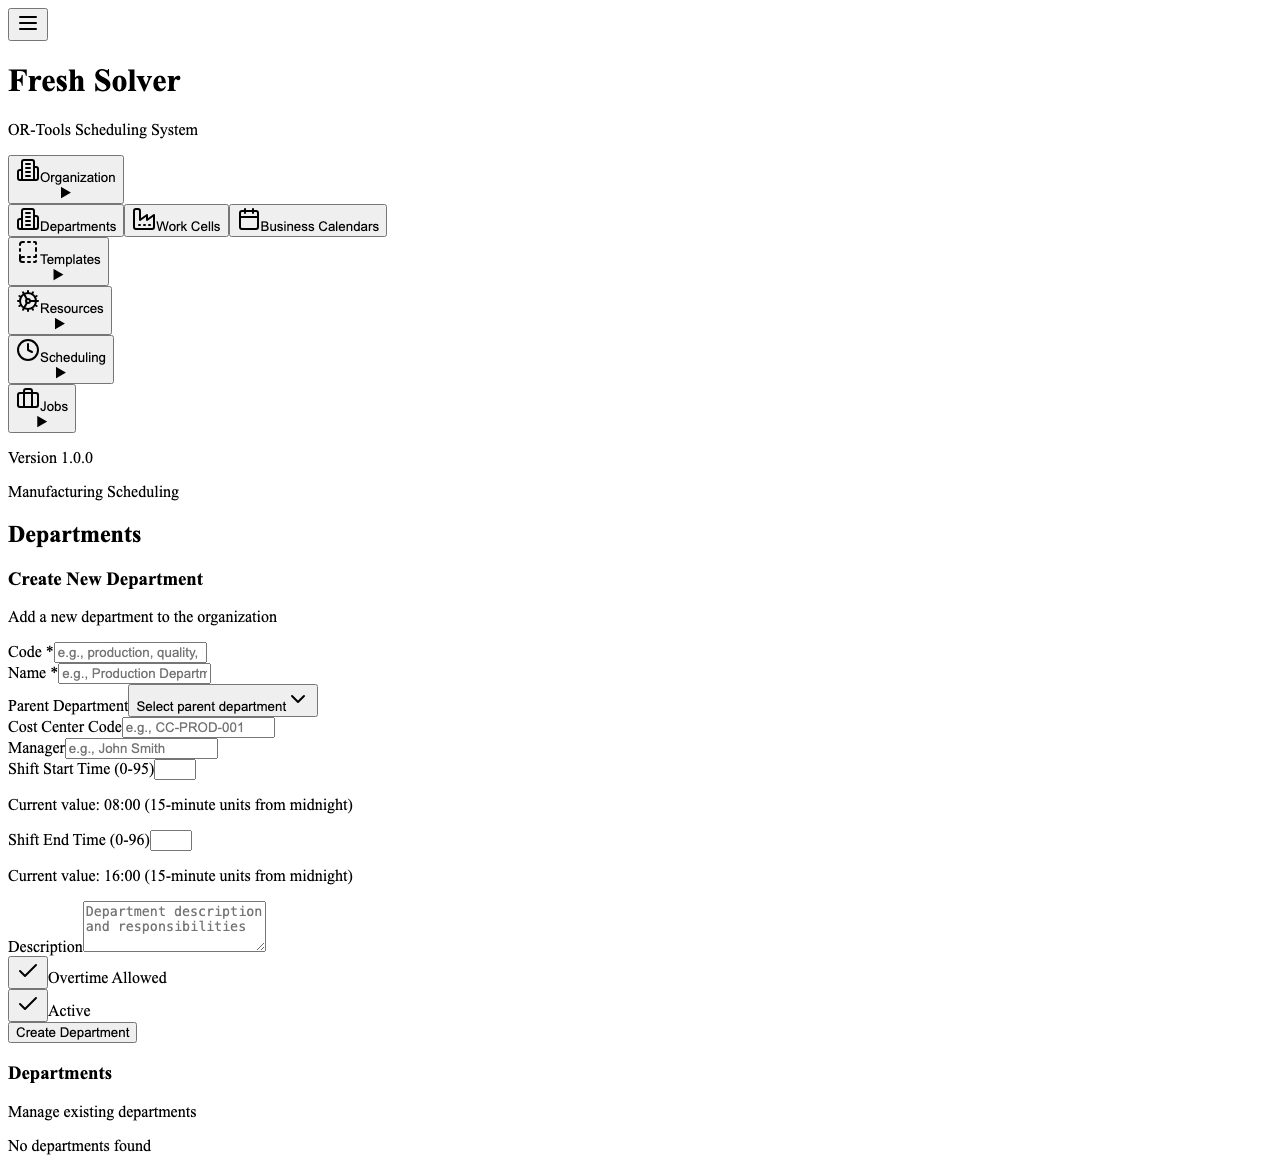 Fresh Solver
OR-Tools Scheduling System
Organization
Departments Work Cells Business Calendars
Templates
Resources
Scheduling
Jobs
Version 1.0.0
Manufacturing Scheduling
Departments
Create New Department
Add a new department to the organization
Code * e.g., production, quality,
Name * e.g., Production Departm
Parent Department Select parent department
Cost Center Code e.g., CC-PROD-001
Manager e.g., John Smith
Shift Start Time (0-95)
Current value: 08:00 (15-minute units from midnight)
Shift End Time (0-96)
Current value: 16:00 (15-minute units from midnight)
Department description
and responsibilities
Description
Overtime Allowed
Active
Create Department
Departments
Manage existing departments
No departments found